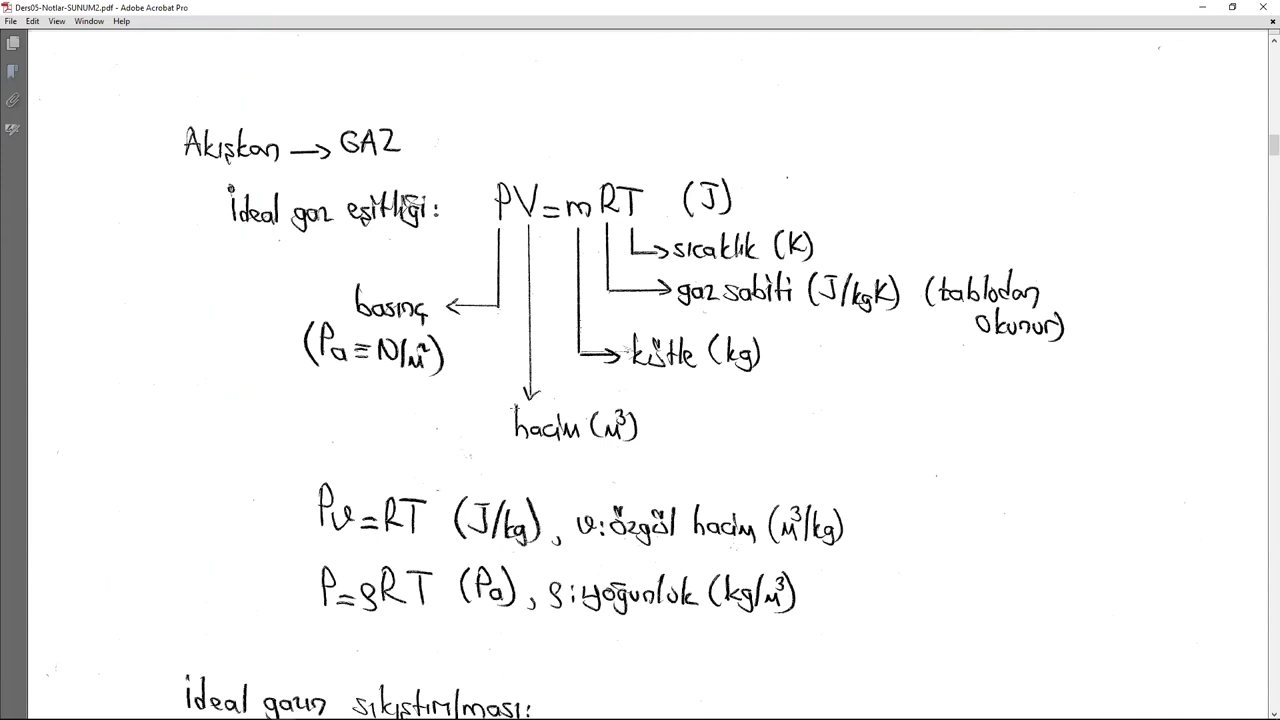 Ders05-Notlar-SUNUM2.pdf - Adobe Acrobat Pro
File Edit View Window Help
Akışkan → GAZ
İdeal gaz eşitliği: PV=mRT (J)
sıcaklık (K)
gaz sabiti (J/kgK) (tablodan okunur)
basınç
(Pa ≡ N/m²)
kütle (kg)
hacim (m³)
Pv=RT (J/kg), v: özgül hacim (m³/kg)
P=ρRT (Pa), ρ: yoğunluk (kg/m³)
İdeal gazın sıkıştırılması: